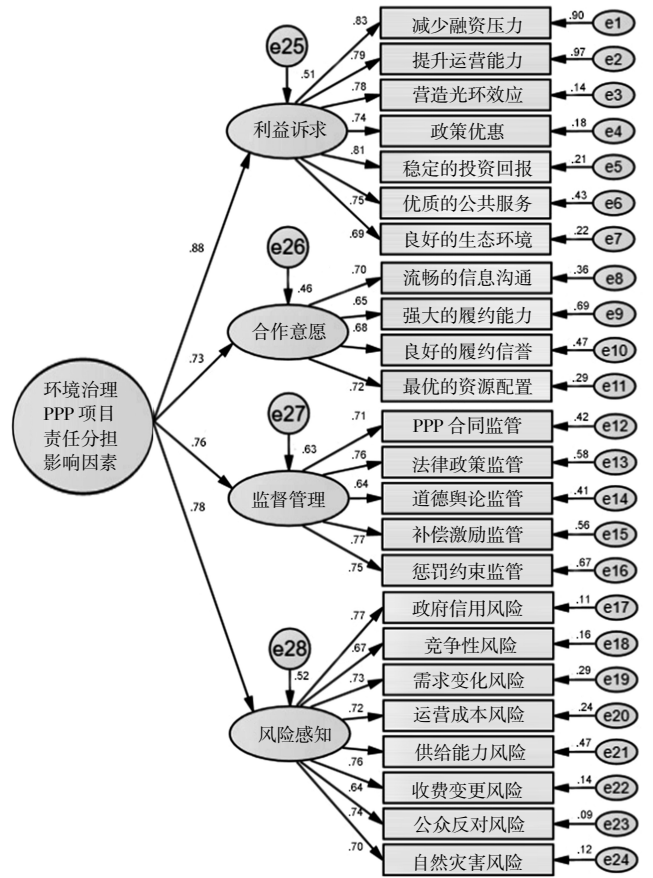 环境治理
PPP 项目
责任分担
影响因素
.88
.73
.76
.78
e25
.51
利益诉求
.83
减少融资压力
.90
e1
.79
提升运营能力
.97
e2
.78
营造光环效应
.14
e3
.74
政策优惠
.18
e4
.81
稳定的投资回报
.21
e5
.75
优质的公共服务
.43
e6
.69
良好的生态环境
.22
e7
e26
.46
合作意愿
.70
流畅的信息沟通
.36
e8
.65
强大的履约能力
.69
e9
.68
良好的履约信誉
.47
e10
.72
最优的资源配置
.29
e11
e27
.63
监督管理
.71
PPP 合同监管
.42
e12
.76
法律政策监管
.58
e13
.64
道德舆论监管
.41
e14
.77
补偿激励监管
.56
e15
.75
惩罚约束监管
.67
e16
e28
.52
风险感知
.77
政府信用风险
.11
e17
.67
竞争性风险
.16
e18
.73
需求变化风险
.29
e19
.72
运营成本风险
.24
e20
.76
供给能力风险
.47
e21
.64
收费变更风险
.14
e22
.74
公众反对风险
.09
e23
.70
自然灾害风险
.12
e24